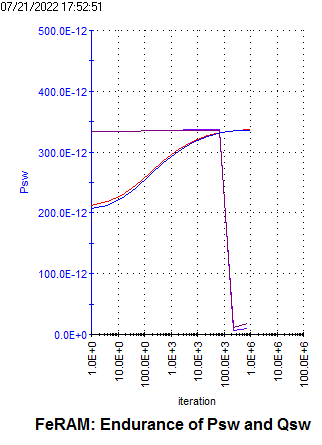 07/21/2022 17:52:51
500.0E-12
400.0E-12
300.0E-12
Psw
200.0E-12
100.0E-12
0.0E+0
1.0E+0
10.0E+0
100.0E+0
1.0E+3
10.0E+3
100.0E+3
1.0E+6
10.0E+6
100.0E+6
iteration
FeRAM: Endurance of Psw and Qsw